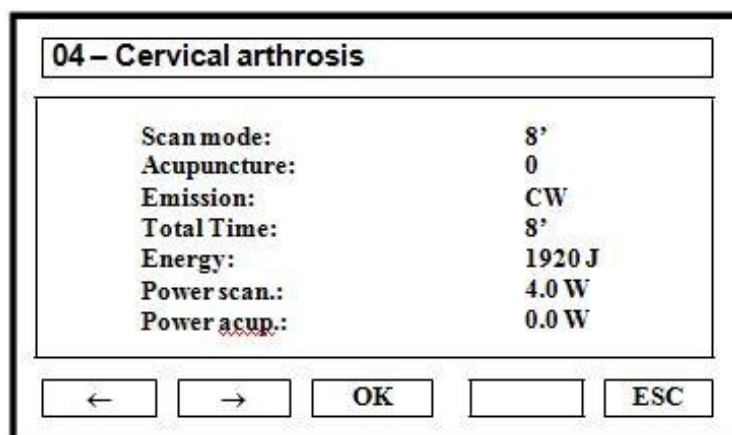 04 – Cervical arthrosis
Scan mode: 8’
Acupuncture: 0
Emission: CW
Total Time: 8’
Energy: 1920 J
Power scan.: 4.0 W
Power acup.: 0.0 W
← → OK ESC